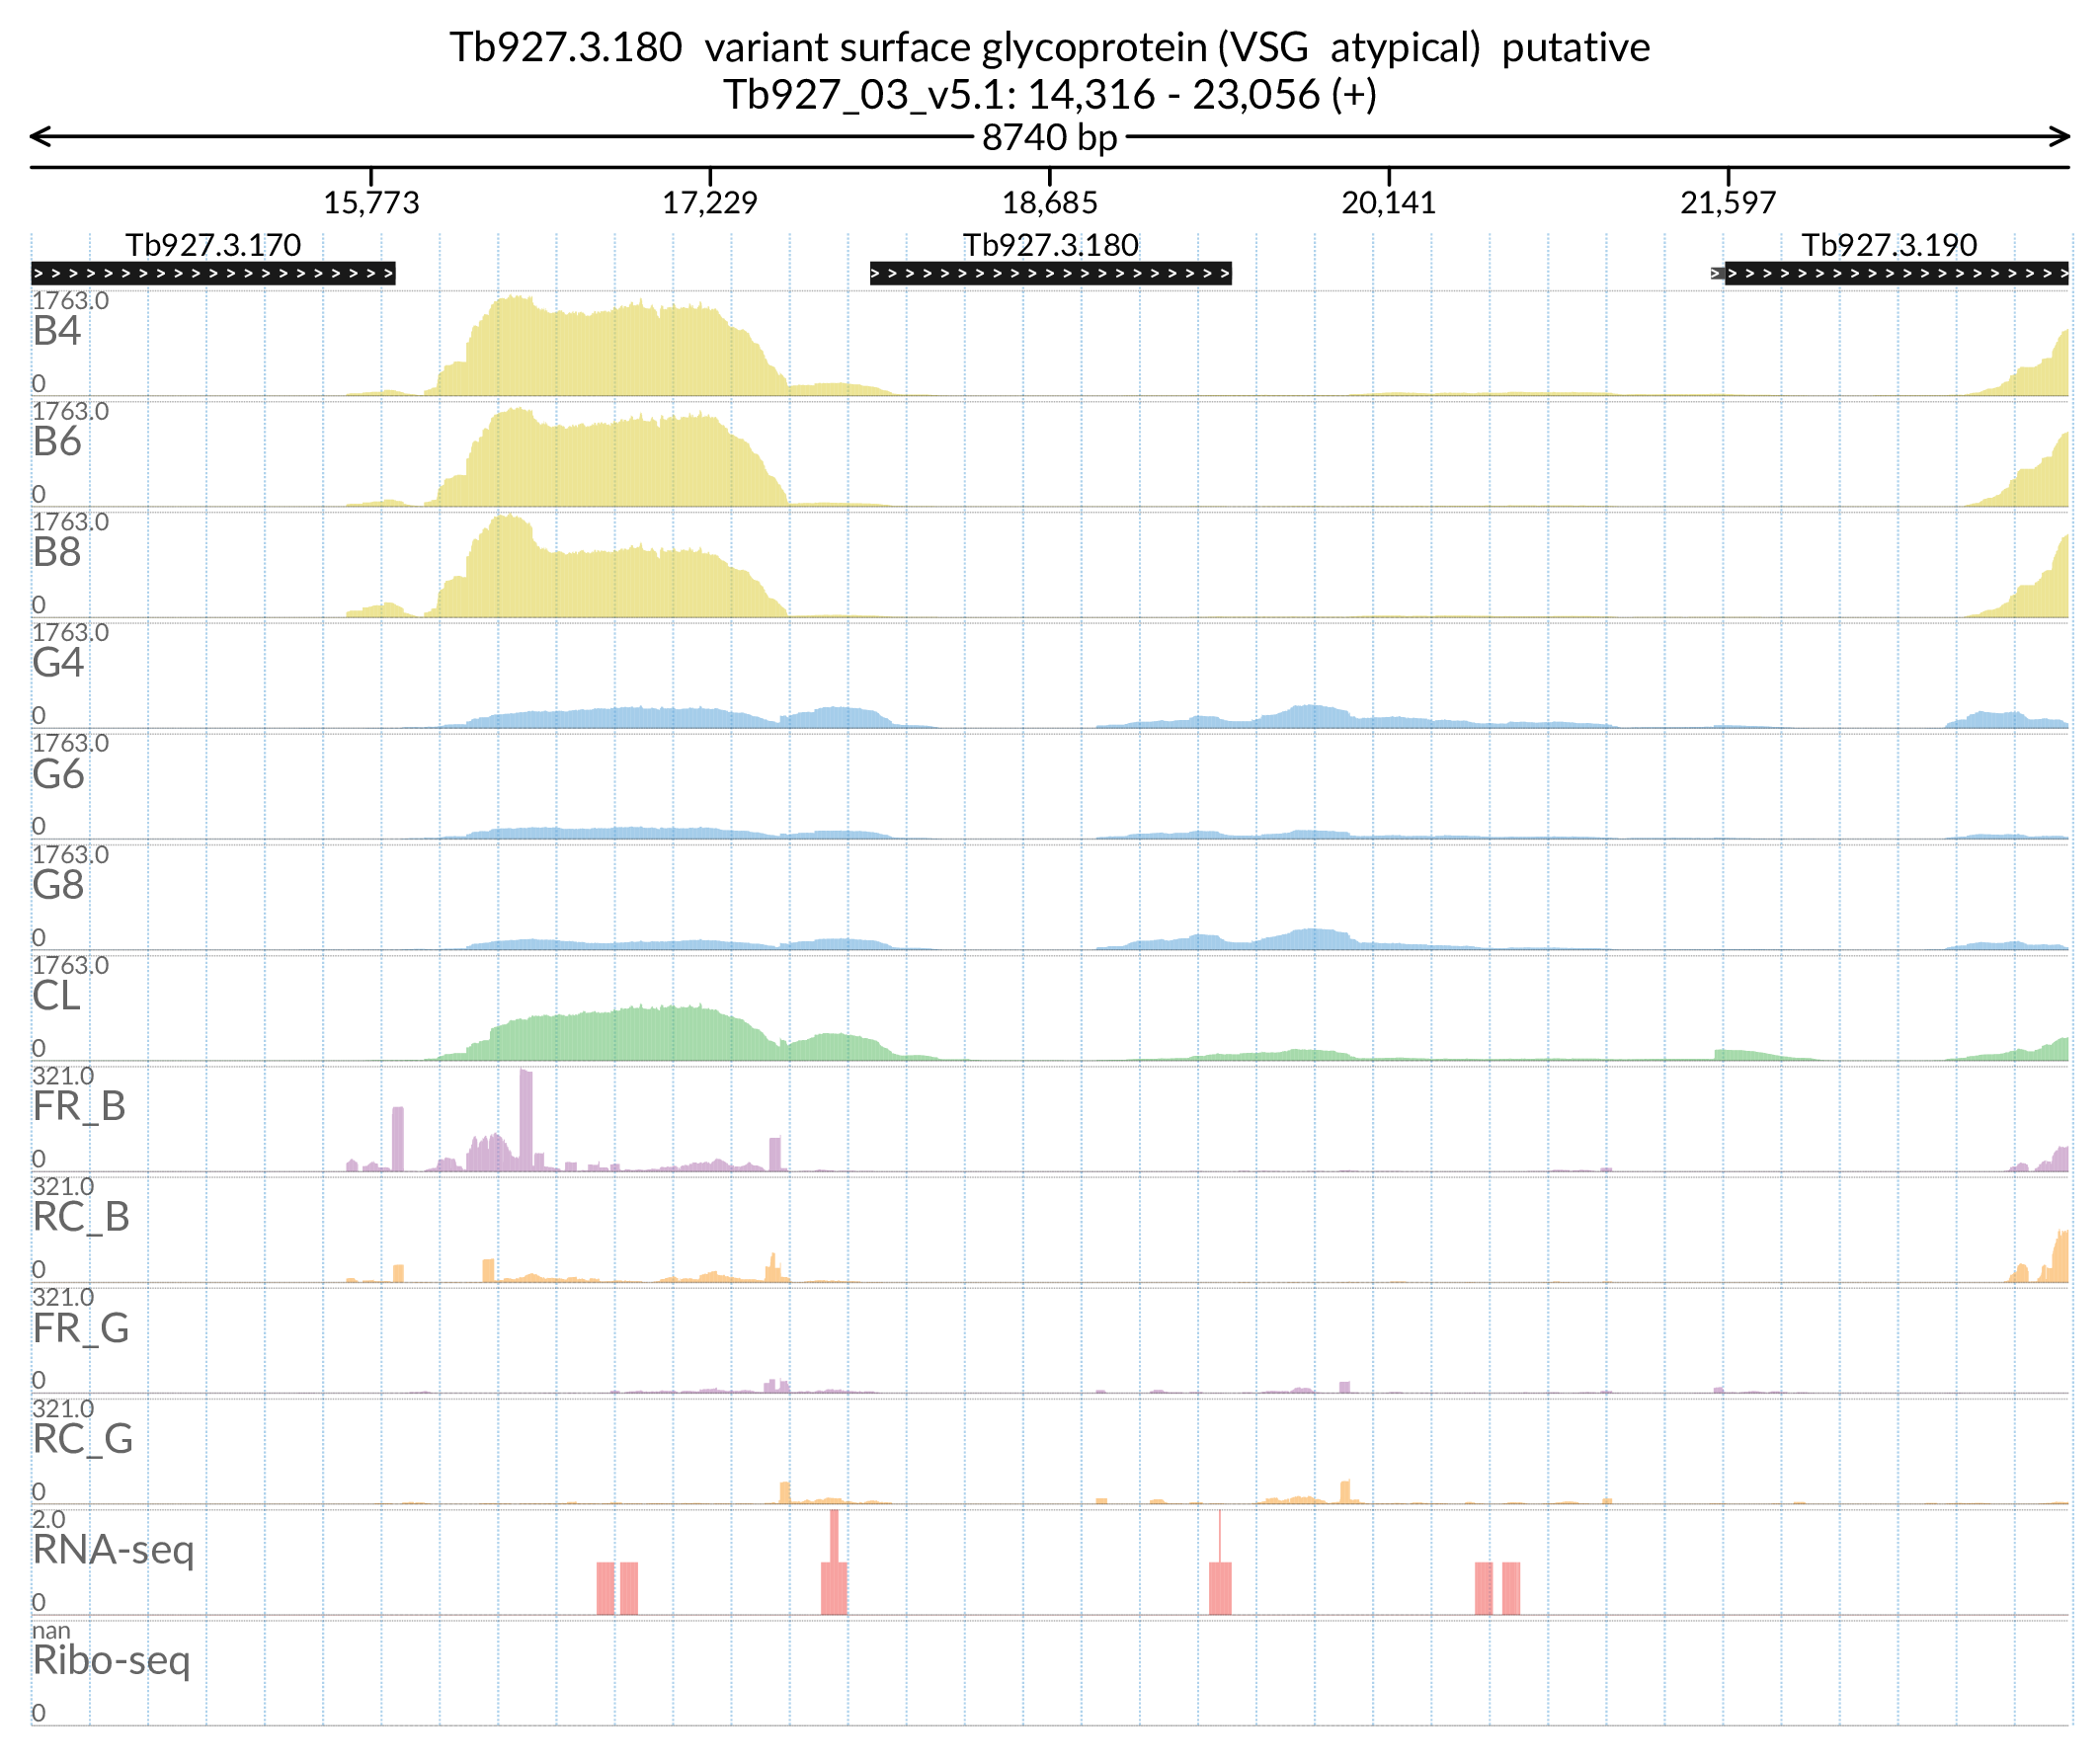 Tb927.3.180 variant surface glycoprotein (VSG atypical) putative
Tb927_03_v5.1: 14,316 - 23,056 (+)
8740 bp
15,773 17,229 18,685 20,141 21,597
Tb927.3.170 Tb927.3.180 Tb927.3.190
1763.0
B4
0
1763.0
B6
0
1763.0
B8
0
1763.0
G4
0
1763.0
G6
0
1763.0
G8
0
1763.0
CL
0
321.0
FR_B
0
321.0
RC_B
0
321.0
FR_G
0
321.0
RC_G
0
2.0
RNA-seq
0
nan
Ribo-seq
0